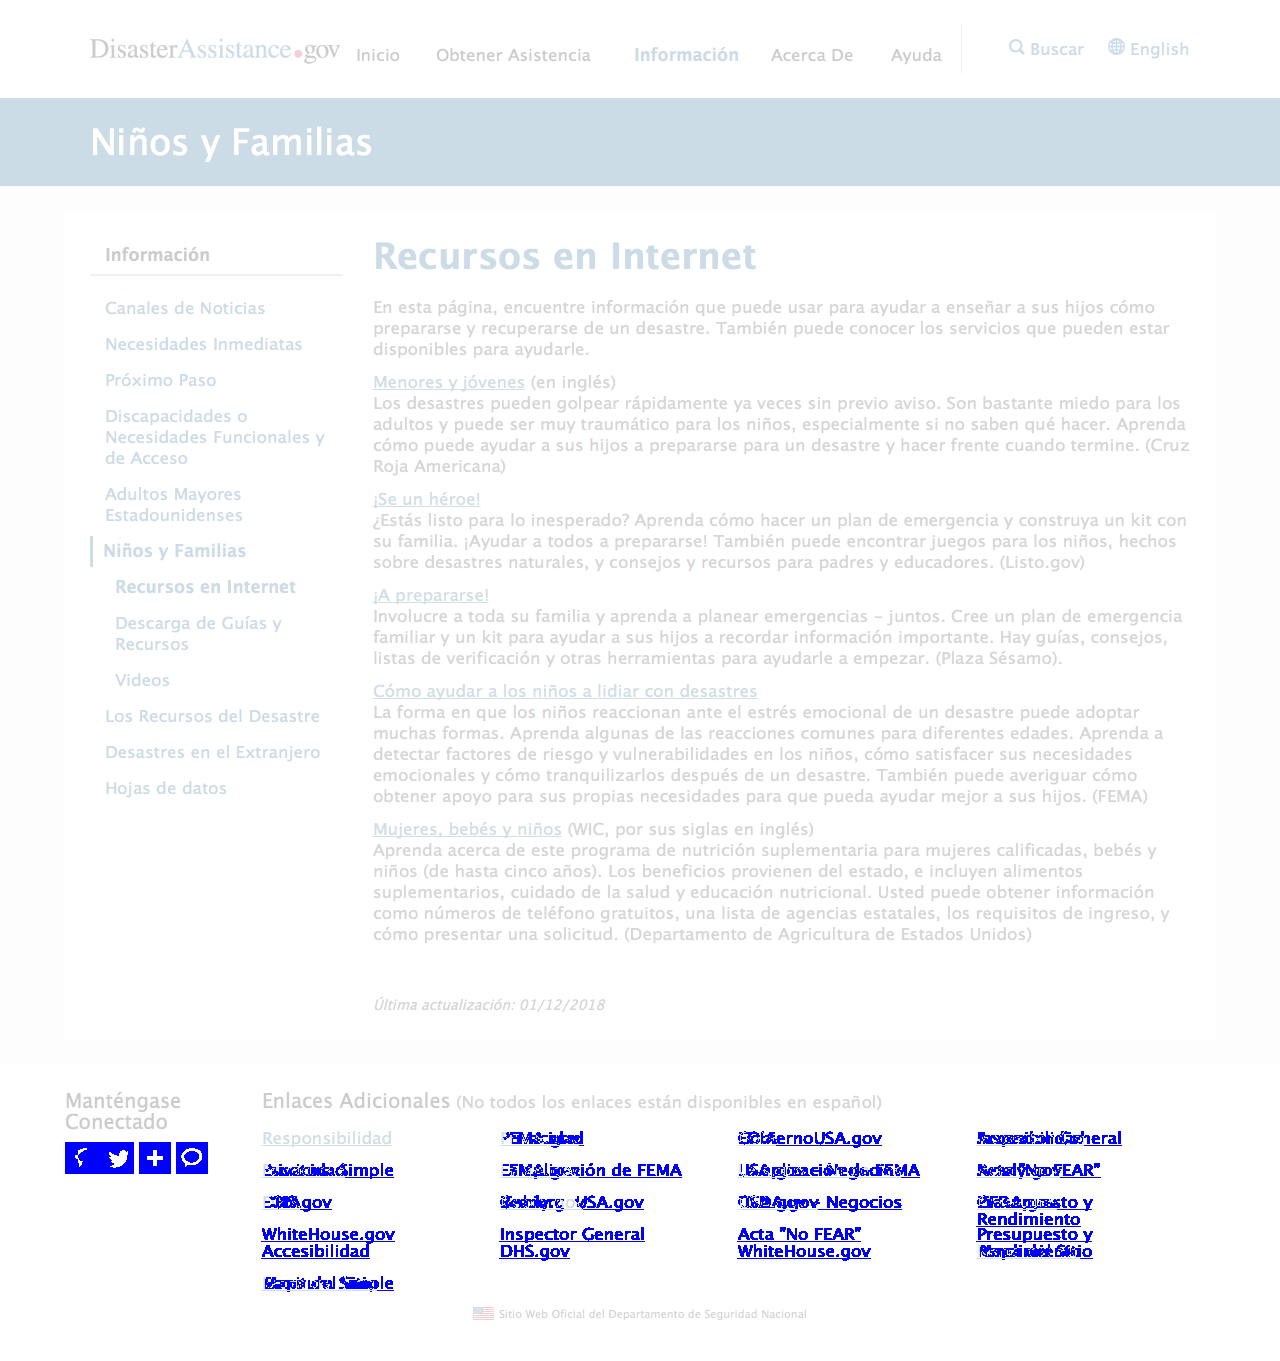 DisasterAssistance.gov
Inicio Obtener Asistencia Información Acerca De Ayuda Buscar English
Niños y Familias
Información
Canales de Noticias
Necesidades Inmediatas
Próximo Paso
Discapacidades o
Necesidades Funcionales y
de Acceso
Adultos Mayores
Estadounidenses
Niños y Familias
Recursos en Internet
Descarga de Guías y
Recursos
Videos
Los Recursos del Desastre
Desastres en el Extranjero
Hojas de datos
Recursos en Internet
En esta página, encuentre información que puede usar para ayudar a enseñar a sus hijos cómo
prepararse y recuperarse de un desastre. También puede conocer los servicios que pueden estar
disponibles para ayudarle.
Menores y jóvenes (en inglés)
Los desastres pueden golpear rápidamente ya veces sin previo aviso. Son bastante miedo para los
adultos y puede ser muy traumático para los niños, especialmente si no saben qué hacer. Aprenda
cómo puede ayudar a sus hijos a prepararse para un desastre y hacer frente cuando termine. (Cruz
Roja Americana)
¡Se un héroe!
¿Estás listo para lo inesperado? Aprenda cómo hacer un plan de emergencia y construya un kit con
su familia. ¡Ayudar a todos a prepararse! También puede encontrar juegos para los niños, hechos
sobre desastres naturales, y consejos y recursos para padres y educadores. (Listo.gov)
¡A prepararse!
Involucre a toda su familia y aprenda a planear emergencias – juntos. Cree un plan de emergencia
familiar y un kit para ayudar a sus hijos a recordar información importante. Hay guías, consejos,
listas de verificación y otras herramientas para ayudarle a empezar. (Plaza Sésamo).
Cómo ayudar a los niños a lidiar con desastres
La forma en que los niños reaccionan ante el estrés emocional de un desastre puede adoptar
muchas formas. Aprenda algunas de las reacciones comunes para diferentes edades. Aprenda a
detectar factores de riesgo y vulnerabilidades en los niños, cómo satisfacer sus necesidades
emocionales y cómo tranquilizarlos después de un desastre. También puede averiguar cómo
obtener apoyo para sus propias necesidades para que pueda ayudar mejor a sus hijos. (FEMA)
Mujeres, bebés y niños (WIC, por sus siglas en inglés)
Aprenda acerca de este programa de nutrición suplementaria para mujeres calificadas, bebés y
niños (de hasta cinco años). Los beneficios provienen del estado, e incluyen alimentos
suplementarios, cuidado de la salud y educación nutricional. Usted puede obtener información
como números de teléfono gratuitos, una lista de agencias estatales, los requisitos de ingreso, y
cómo presentar una solicitud. (Departamento de Agricultura de Estados Unidos)
Última actualización: 01/12/2018
Manténgase
Conectado
Enlaces Adicionales (No todos los enlaces están disponibles en español)
Responsibilidad
Negocios
Rendimiento
WhiteHouse.gov Inspector General Acta "No FEAR" Presupuesto y
Accesibilidad DHS.gov WhiteHouse.gov
Sitio Web Oficial del Departamento de Seguridad Nacional